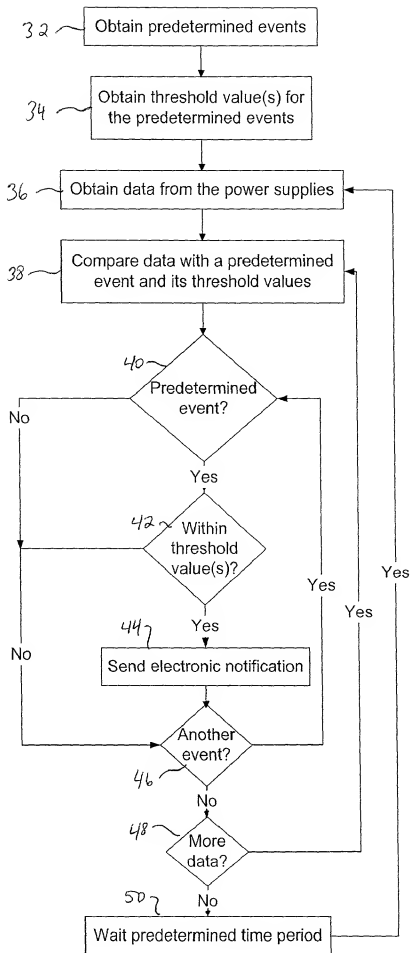 32
Obtain predetermined events
34
Obtain threshold value(s) for
the predetermined events
36
Obtain data from the power supplies
38
Compare data with a predetermined
event and its threshold values
40
Predetermined
event?
No
Yes
42
Within
threshold
value(s)?
No
Yes
44
Send electronic notification
Another
event?
46
Yes
No
48
More
data?
Yes
No
50
Wait predetermined time period
Yes